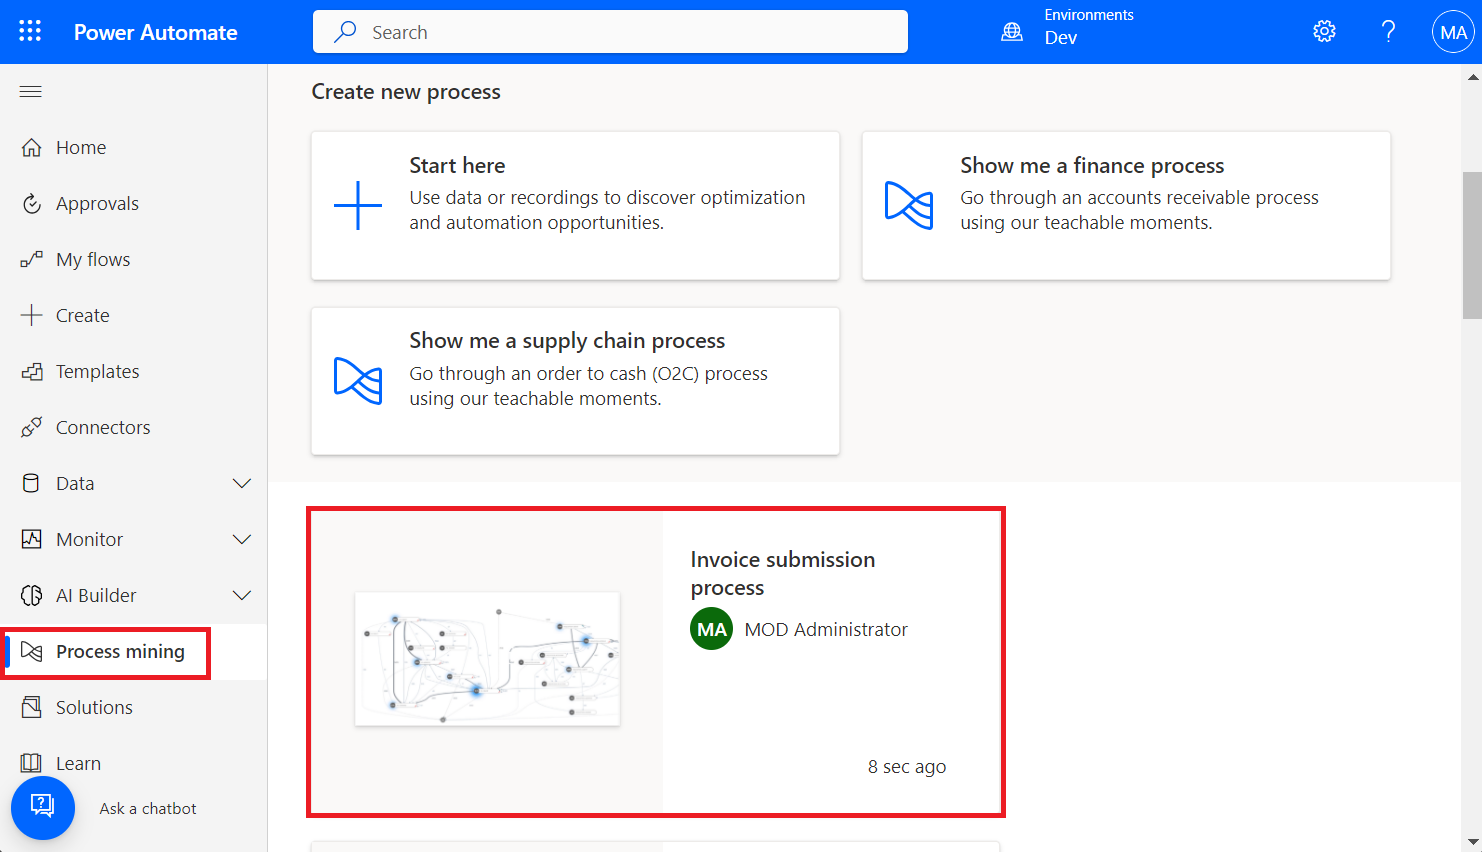 Power Automate
Search
Environments
Dev
MA
Home
Approvals
My flows
Create
Templates
Connectors
Data
Monitor
AI Builder
Process mining
Solutions
Learn
Ask a chatbot
Create new process
Start here
Use data or recordings to discover optimization
and automation opportunities.
Show me a finance process
Go through an accounts receivable process
using our teachable moments.
Show me a supply chain process
Go through an order to cash (O2C) process
using our teachable moments.
Invoice submission
process
MA MOD Administrator
8 sec ago